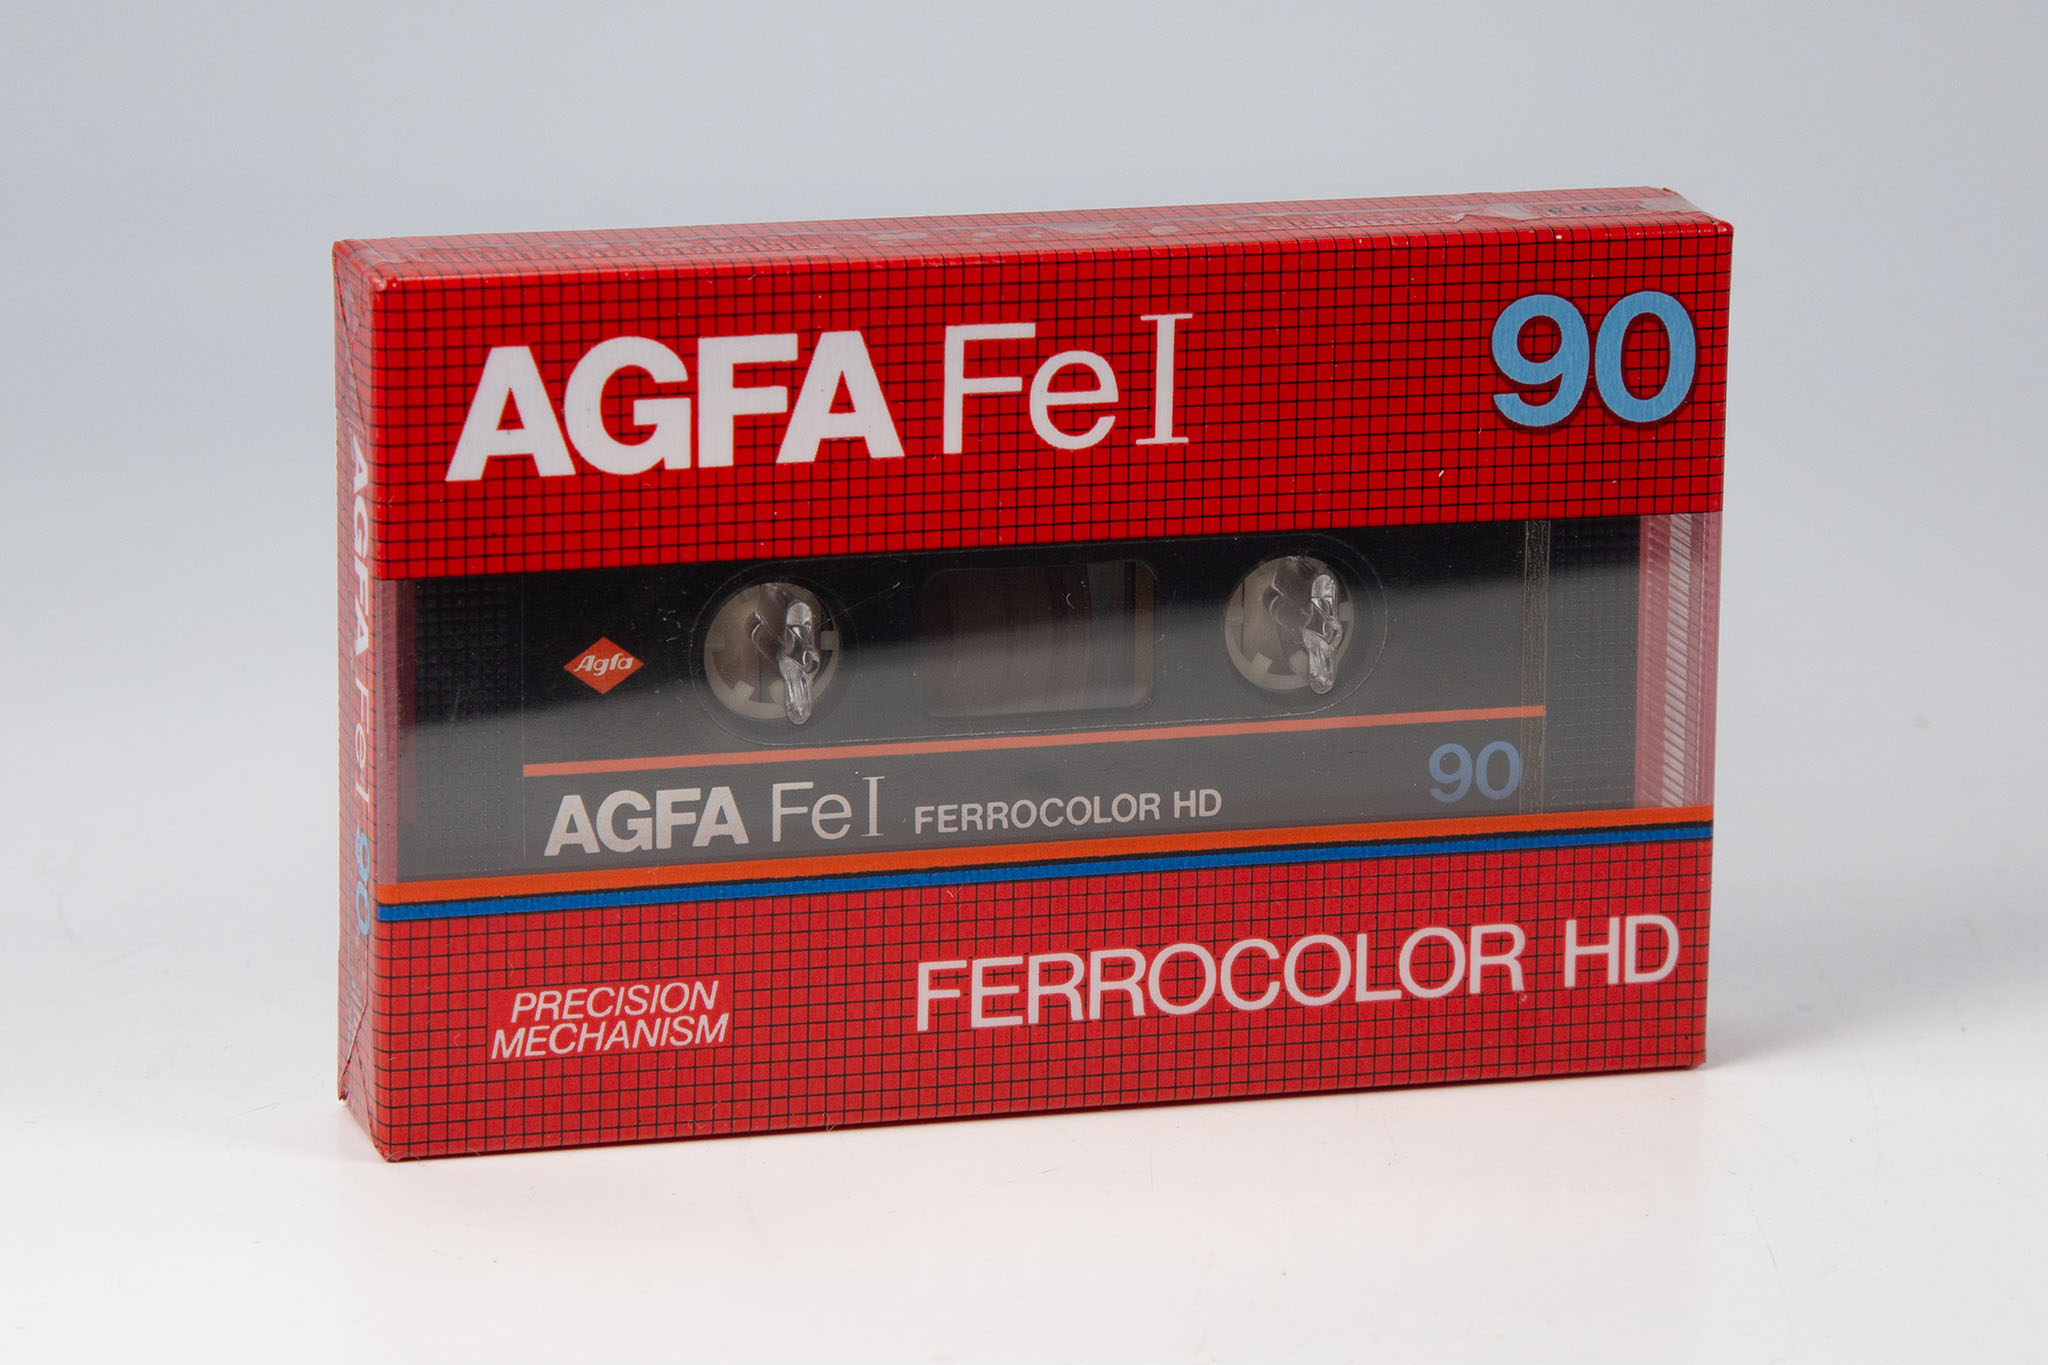 AGFA FeI 90
Agfa
AGFA FeI FERROCOLOR HD 90
PRECISION
MECHANISM
FERROCOLOR HD
AGFA FeI 90